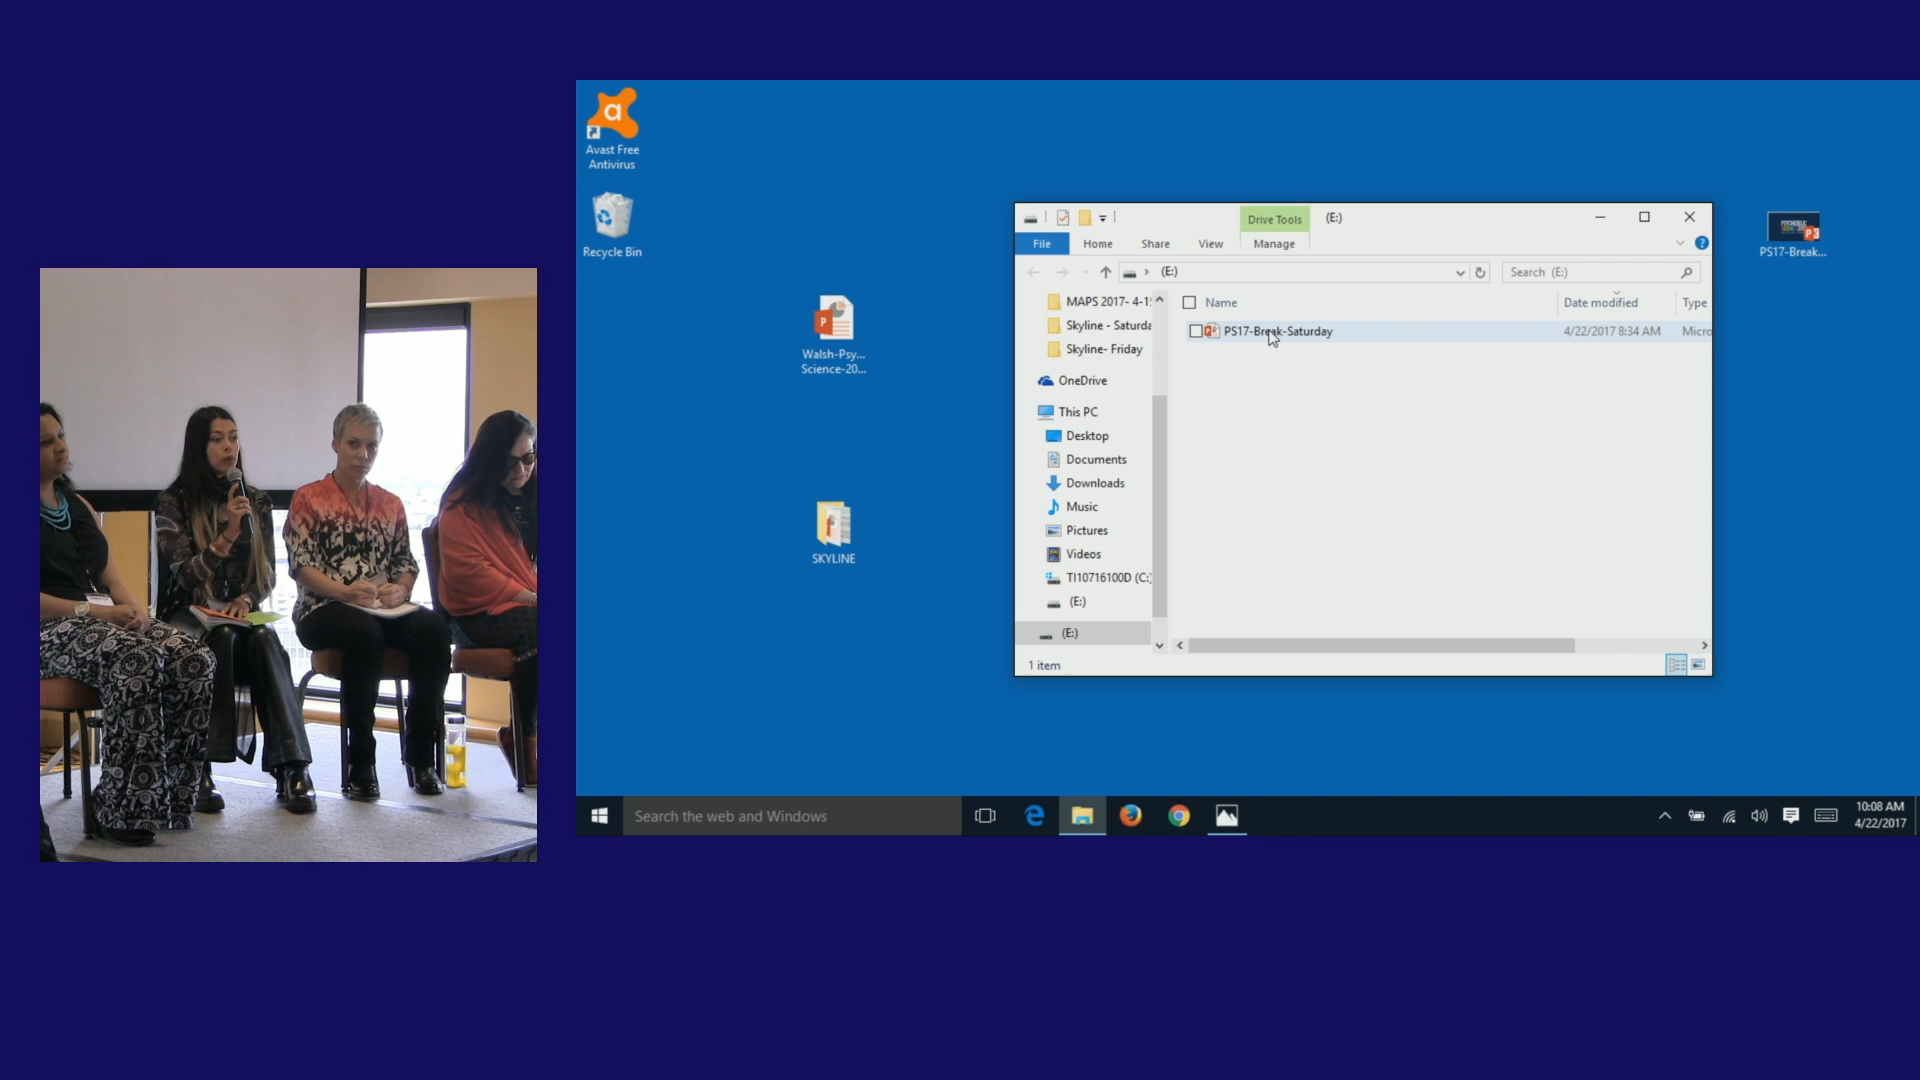 Avast Free
Antivirus
Recycle Bin
Walsh-Psy...
Science-20...
SKYLINE
Drive Tools
(E:)
File
Home
Share
View
Manage
(E:)
Search (E:)
MAPS 2017- 4-1
Skyline - Saturda
Skyline- Friday
OneDrive
This PC
Desktop
Documents
Downloads
Music
Pictures
Videos
TI10716100D (C:)
(E:)
(E:)
Name
Date modified
Type
PS17-Break-Saturday
4/22/2017 8:34 AM
Micro
1 item
PS17-Break...
Search the web and Windows
10:08 AM
4/22/2017